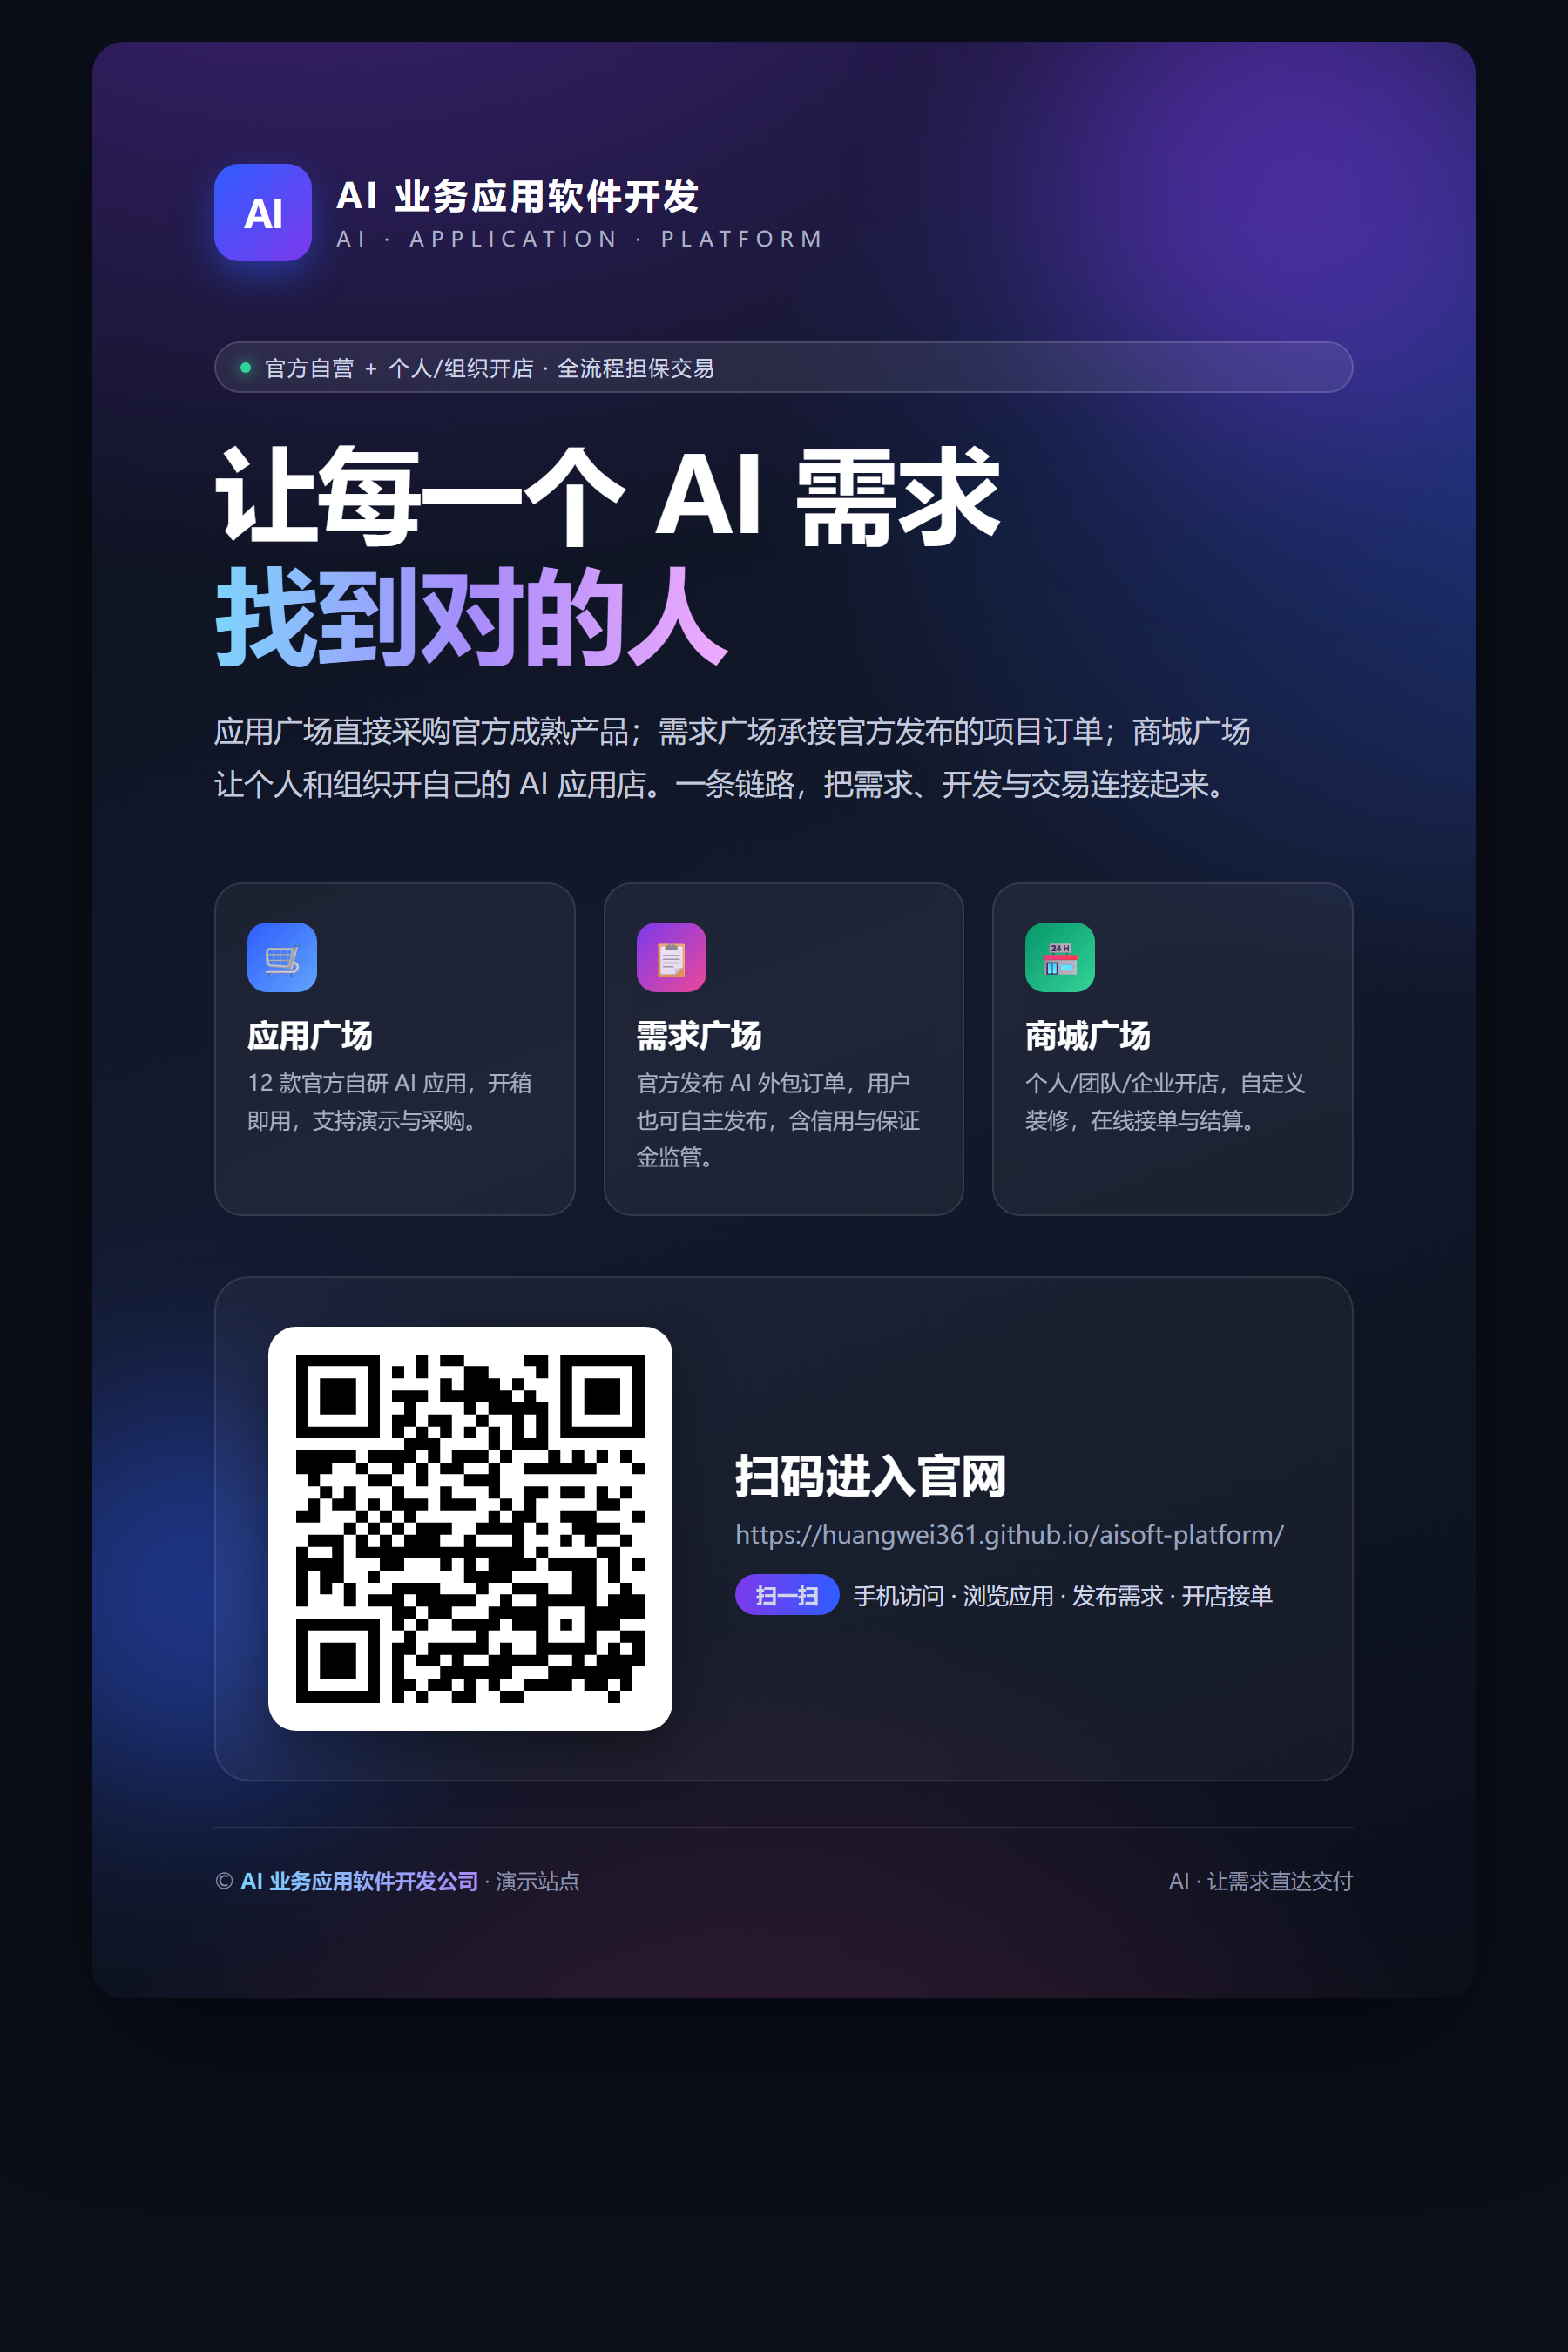 AI
AI 业务应用软件开发
AI · APPLICATION · PLATFORM
官方自营 + 个人/组织开店 · 全流程担保交易
让每一个 AI 需求
找到对的人
应用广场直接采购官方成熟产品；需求广场承接官方发布的项目订单；商城广场
让个人和组织开自己的 AI 应用店。一条链路，把需求、开发与交易连接起来。
应用广场
12 款官方自研 AI 应用，开箱
即用，支持演示与采购。
需求广场
官方发布 AI 外包订单，用户
也可自主发布，含信用与保证
金监管。
24H
商城广场
个人/团队/企业开店，自定义
装修，在线接单与结算。
扫码进入官网
https://huangwei361.github.io/aisoft-platform/
扫一扫 手机访问 · 浏览应用 · 发布需求 · 开店接单
© AI 业务应用软件开发公司 · 演示站点
AI · 让需求直达交付